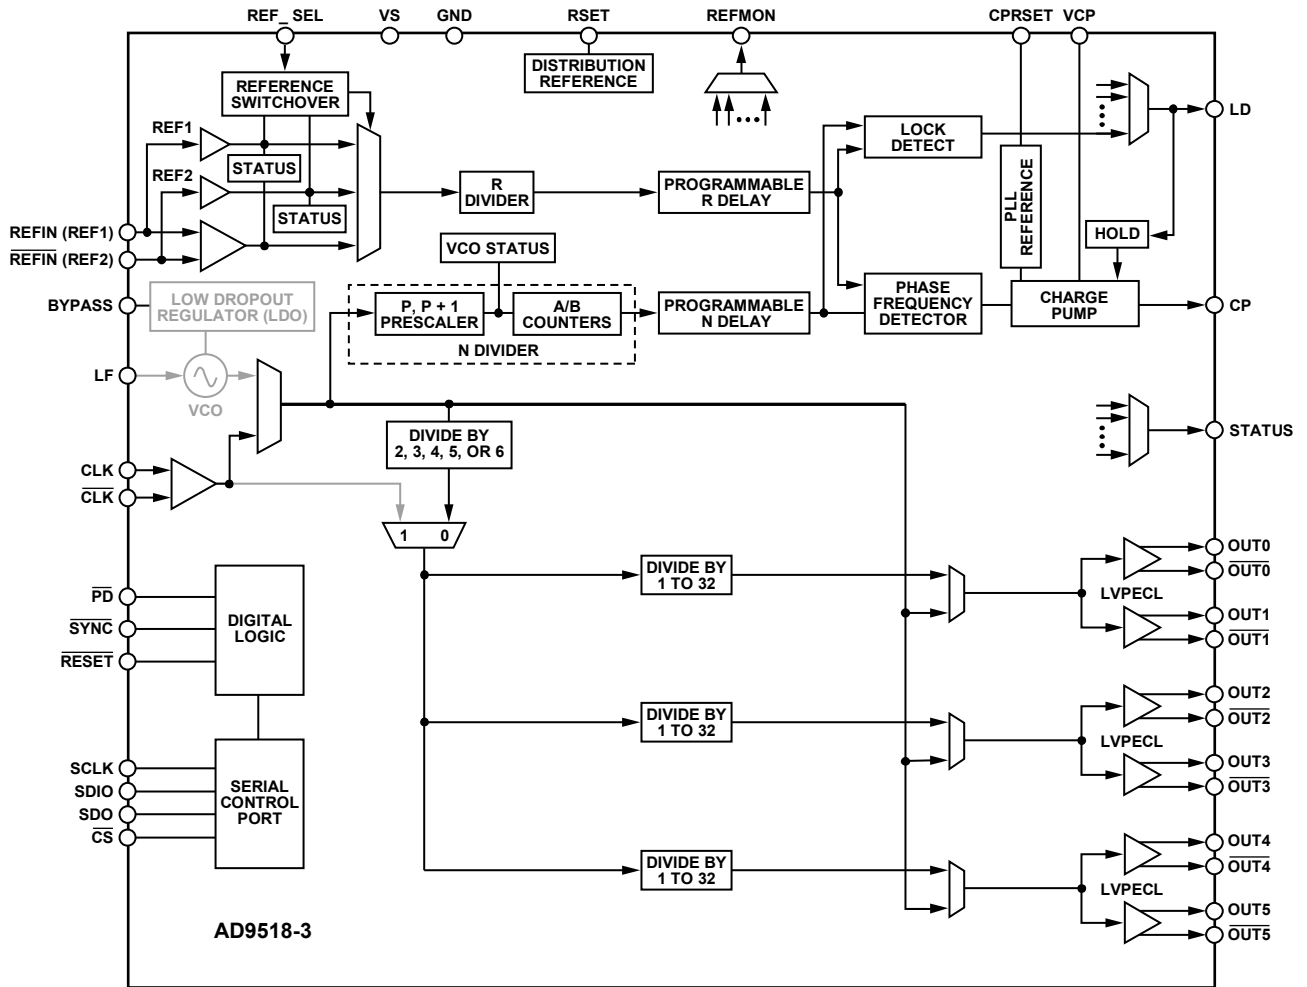 REF_ SEL
VS
GND
RSET
REFMON
CPRSET
VCP
DISTRIBUTION
REFERENCE
REFERENCE
SWITCHOVER
REF1
STATUS
REF2
STATUS
R
DIVIDER
PROGRAMMABLE
R DELAY
LOCK
DETECT
LD
PLL
REFERENCE
HOLD
REFIN (REF1)
REFIN (REF2)
BYPASS
LOW DROPOUT
REGULATOR (LDO)
VCO STATUS
P, P + 1
PRESCALER
A/B
COUNTERS
N DIVIDER
PROGRAMMABLE
N DELAY
PHASE
FREQUENCY
DETECTOR
CHARGE
PUMP
CP
LF
VCO
STATUS
DIVIDE BY
2, 3, 4, 5, OR 6
CLK
CLK
1 0
DIVIDE BY
1 TO 32
LVPECL
OUT0
OUT0
OUT1
OUT1
PD
SYNC
RESET
DIGITAL
LOGIC
DIVIDE BY
1 TO 32
LVPECL
OUT2
OUT2
OUT3
OUT3
SCLK
SDIO
SDO
CS
SERIAL
CONTROL
PORT
DIVIDE BY
1 TO 32
LVPECL
OUT4
OUT4
OUT5
OUT5
AD9518-3